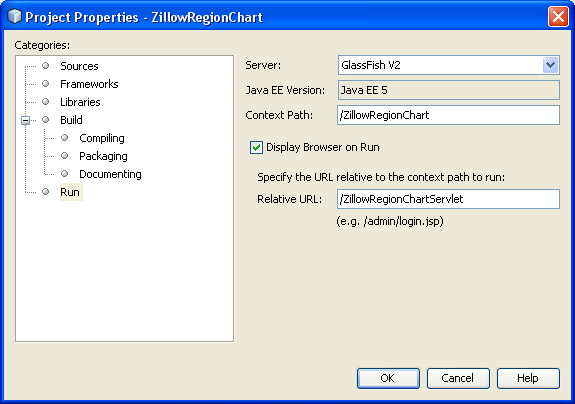 Project Properties - ZillowRegionChart
Categories:
Sources
Frameworks
Libraries
Build
Compiling
Packaging
Documenting
Run
Server: GlassFish V2
Java EE Version: Java EE 5
Context Path: /ZillowRegionChart
Display Browser on Run
Specify the URL relative to the context path to run:
Relative URL: /ZillowRegionChartServlet
(e.g. /admin/login.jsp)
OK Cancel Help